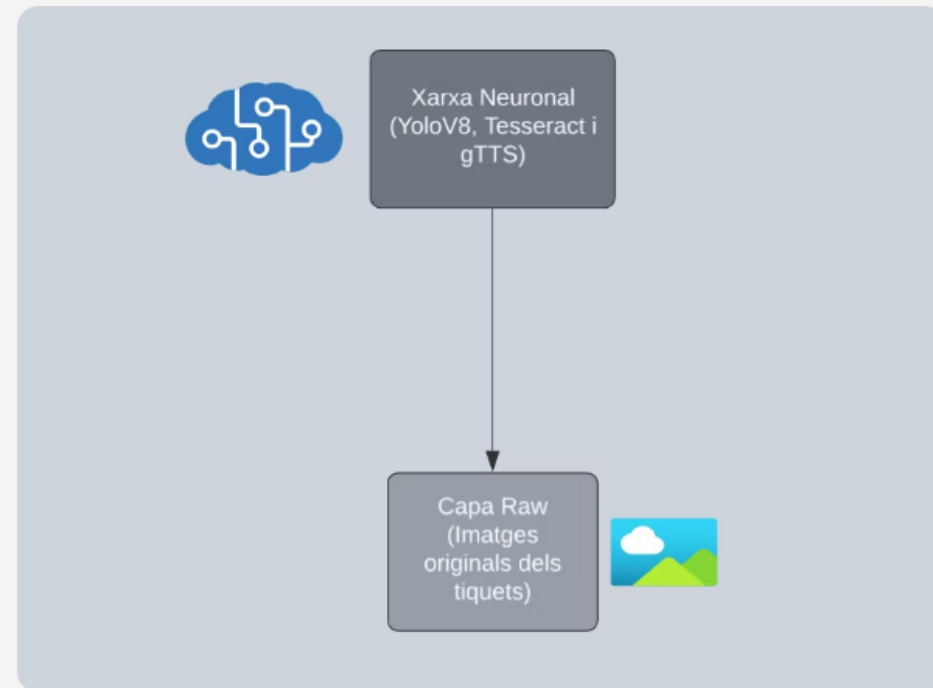 Xarxa Neuronal
(YoloV8, Tesseract i
gTTS)
Capa Raw
(Imatges
originals dels
tiquets)